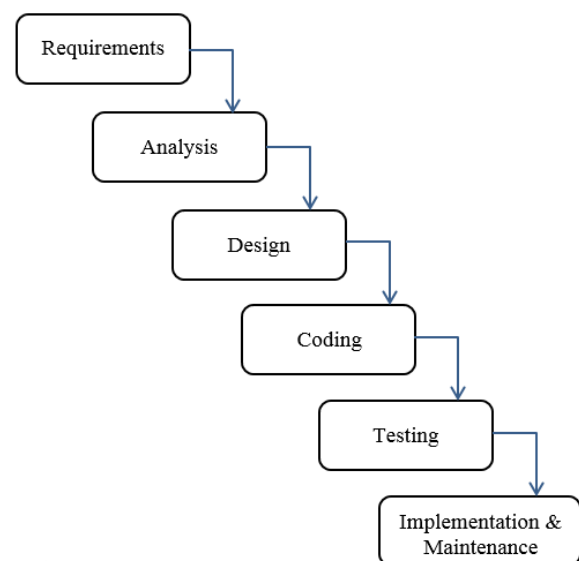 Requirements
Analysis
Design
Coding
Testing
Implementation &
Maintenance